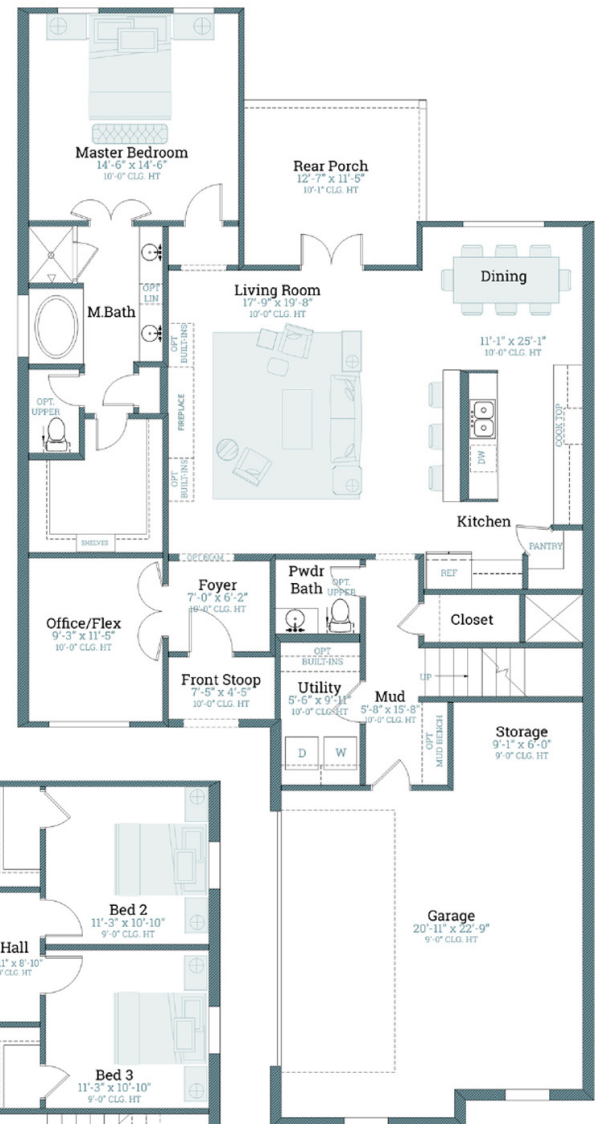 Master Bedroom
14'-6" x 14'-6"
10'-0" CLG. HT
Rear Porch
12'-7" x 11'-5"
10'-1" CLG. HT
Living Room
17'-9" x 19'-8"
10'-0" CLG. HT
Dining
11'-1" x 25'-1"
10'-0" CLG. HT
M.Bath
OPT
LIN
OPT
BUILT-INS
FIREPLACE
OPT
BUILT-INS
OPT.
UPPER
SHELVES
DW
COOK TOP
Kitchen
PANTRY
REF
OPT BEAM
Foyer
7'-0" x 6'-2"
10'-0" CLG. HT
Pwdr
Bath
OPT.
UPPER
Office/Flex
9'-3" x 11'-5"
10'-0" CLG. HT
Closet
Front Stoop
7'-5" x 4'-5"
10'-0" CLG. HT
OPT
BUILT-INS
Utility
5'-6" x 9'-11"
10'-0" CLG. HT
D
W
UP
Mud
5'-8" x 15'-8"
10'-0" CLG. HT
OPT
MUD BENCH
Storage
9'-1" x 6'-0"
9'-0" CLG. HT
Garage
20'-11" x 22'-9"
9'-0" CLG. HT
Bed 2
11'-3" x 10'-10"
9'-0" CLG. HT
Hall
1" x 8'-10"
CLG. HT
Bed 3
11'-3" x 10'-10"
9'-0" CLG. HT